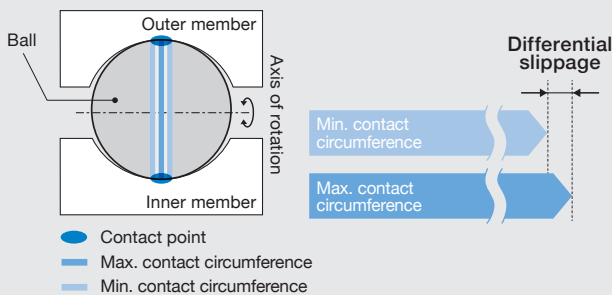 Outer member
Ball
Axis of rotation
Inner member
Contact point
Max. contact circumference
Min. contact circumference
Differential
slippage
Min. contact
circumference
Max. contact
circumference